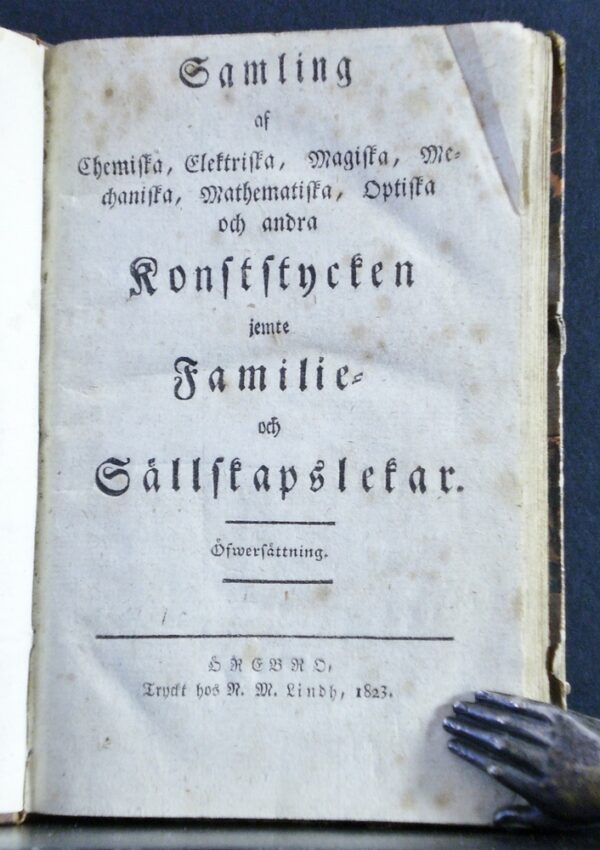 Samling
af
Chemiska, Elektriska, Magiska, Me-
chaniska, Mathematiska, Optiska
och andra
Konststycken
jemte
Familie-
och
Sällskapslekar.
Öfwersättning.
ÖREBRO,
Tryckt hos N. M. Lindh, 1823.